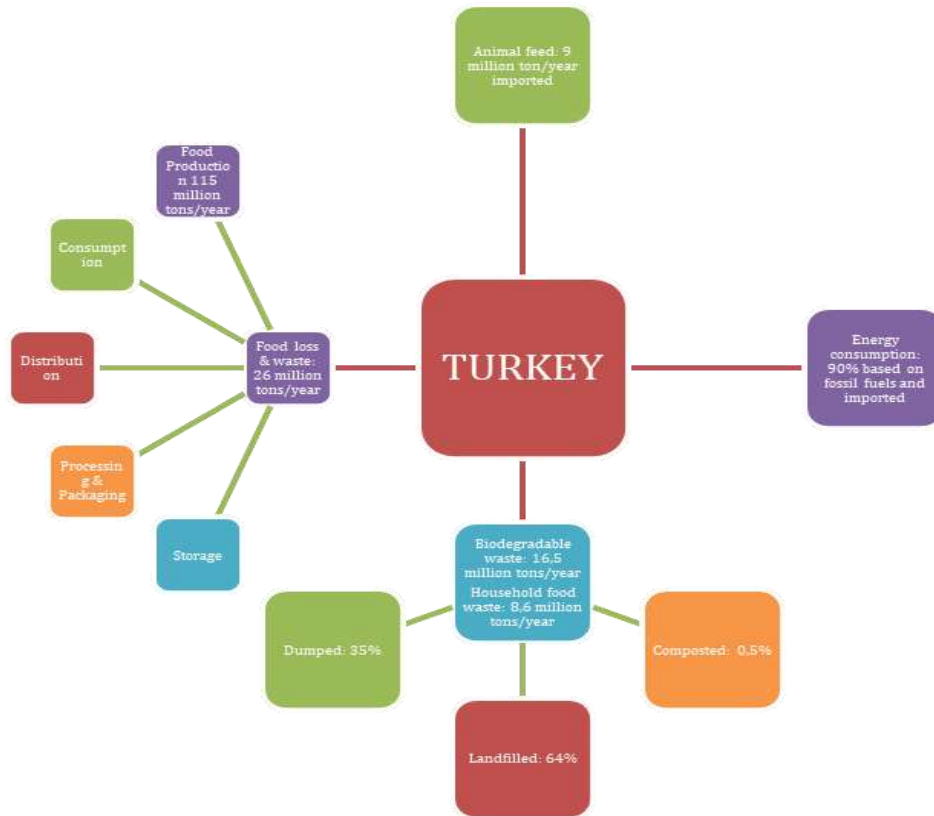 Animal feed: 9
million ton/year
imported
Food
Productio
n 115
million
tons/year
Consumpt
ion
Distributi
on
Food loss
& waste:
26 million
tons/year
Processin
g &
Packaging
Storage
TURKEY
Energy
consumption:
90% based on
fossil fuels and
imported
Biodegradable
waste: 16,5
million tons/year
Household food
waste: 8,6 million
tons/year
Dumped: 35%
Landfilled: 64%
Composted: 0,5%